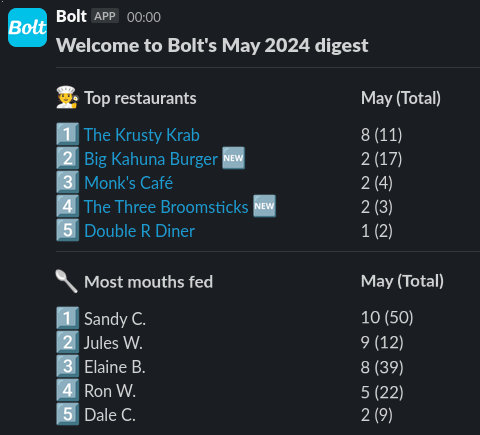 Bolt
Bolt APP 00:00
Welcome to Bolt's May 2024 digest
Top restaurants May (Total)
1 The Krusty Krab 8 (11)
2 Big Kahuna Burger NEW 2 (17)
3 Monk's Café 2 (4)
4 The Three Broomsticks NEW 2 (3)
5 Double R Diner 1 (2)
Most mouths fed May (Total)
1 Sandy C. 10 (50)
2 Jules W. 9 (12)
3 Elaine B. 8 (39)
4 Ron W. 5 (22)
5 Dale C. 2 (9)